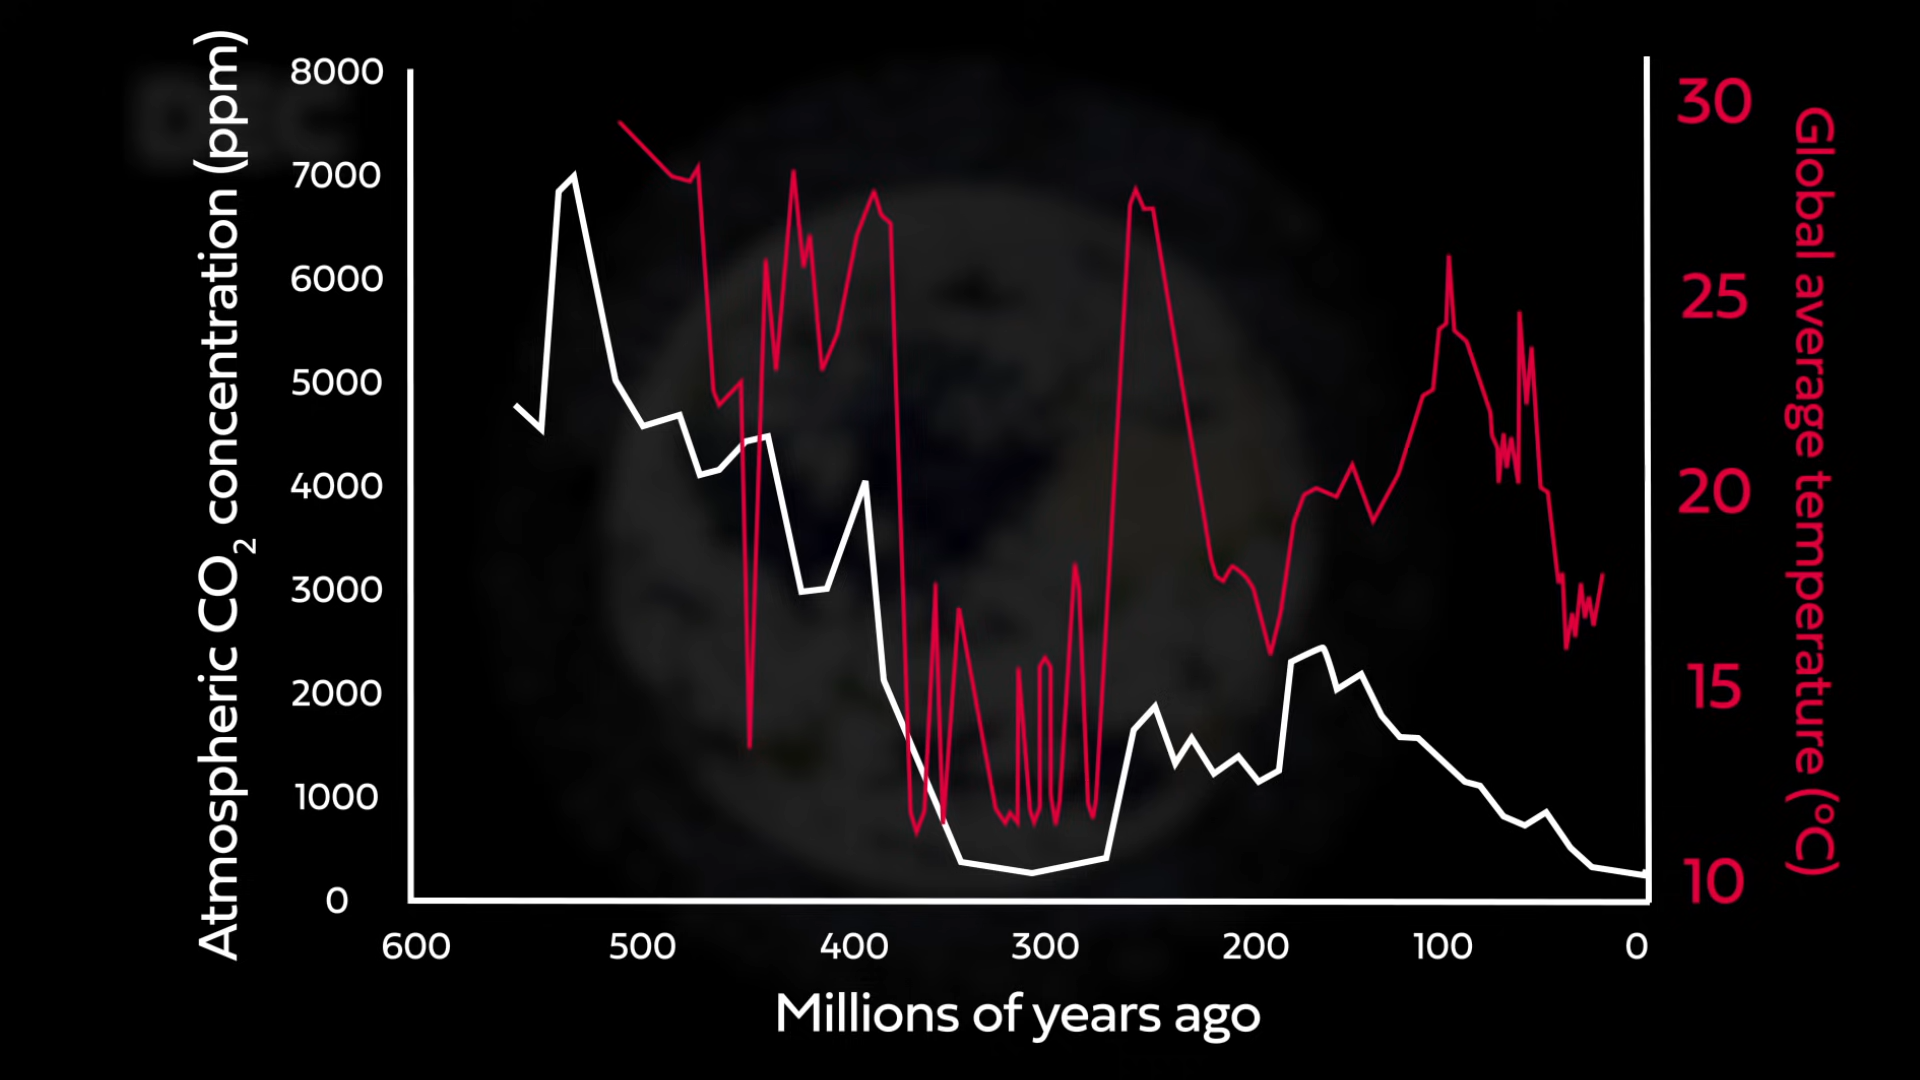 Atmospheric CO₂ concentration (ppm)
8000
7000
6000
5000
4000
3000
2000
1000
0
DEC
600 500 400 300 200 100 0
Millions of years ago
30
25
20
15
10
Global average temperature (°C)